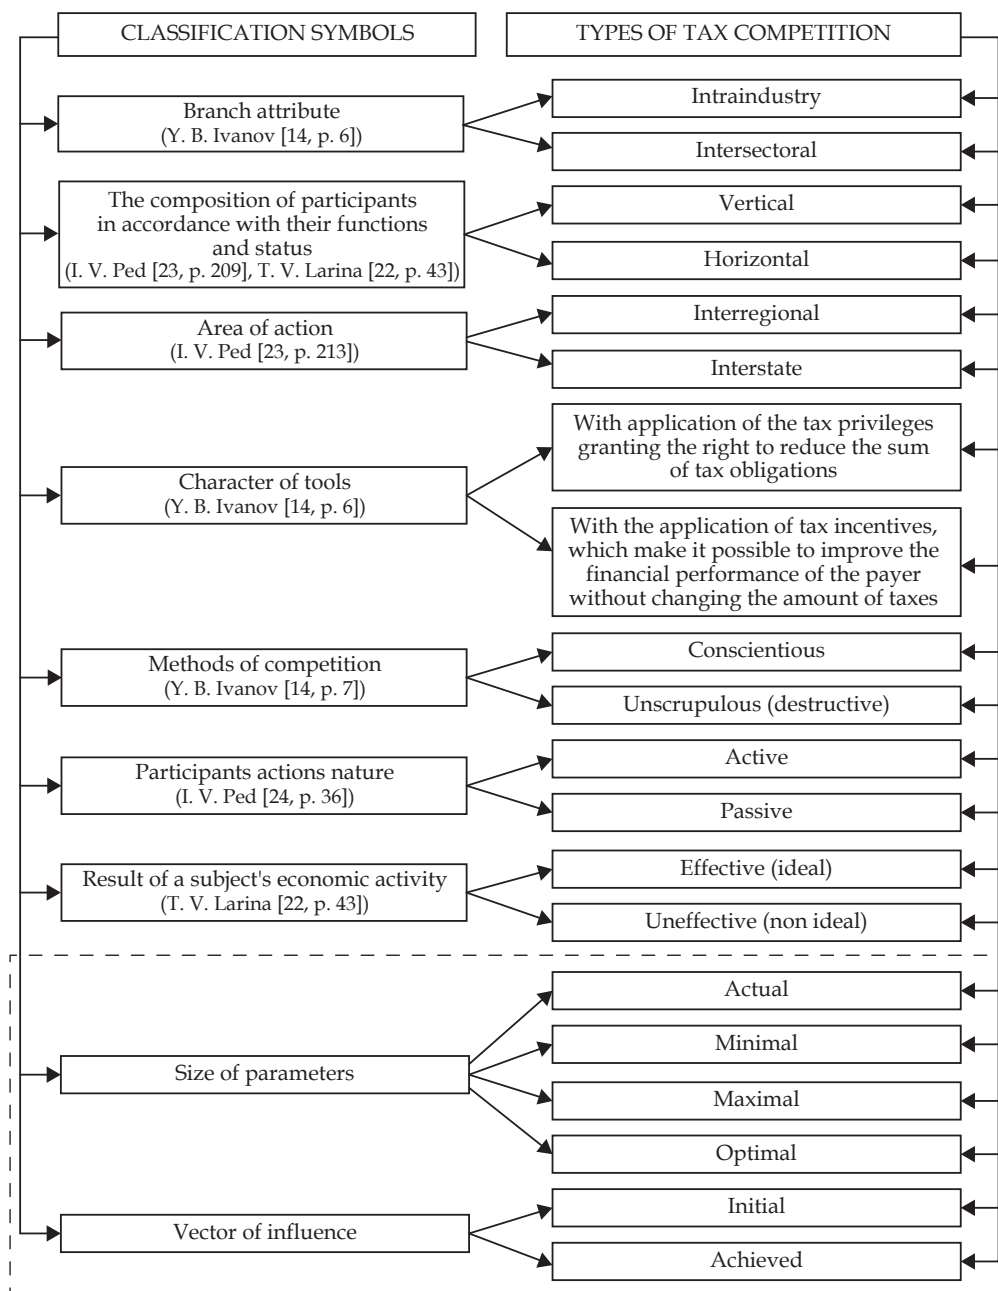 CLASSIFICATION SYMBOLS
TYPES OF TAX COMPETITION
Branch attribute
(Y. B. Ivanov [14, p. 6])
Intraindustry
Intersectoral
The composition of participants
in accordance with their functions
and status
(I. V. Ped [23, p. 209], T. V. Larina [22, p. 43])
Vertical
Horizontal
Area of action
(I. V. Ped [23, p. 213])
Interregional
Interstate
Character of tools
(Y. B. Ivanov [14, p. 6])
With application of the tax privileges
granting the right to reduce the sum
of tax obligations
With the application of tax incentives,
which make it possible to improve the
financial performance of the payer
without changing the amount of taxes
Methods of competition
(Y. B. Ivanov [14, p. 7])
Conscientious
Unscrupulous (destructive)
Participants actions nature
(I. V. Ped [24, p. 36])
Active
Passive
Result of a subject's economic activity
(T. V. Larina [22, p. 43])
Effective (ideal)
Uneffective (non ideal)
Size of parameters
Actual
Minimal
Maximal
Optimal
Vector of influence
Initial
Achieved